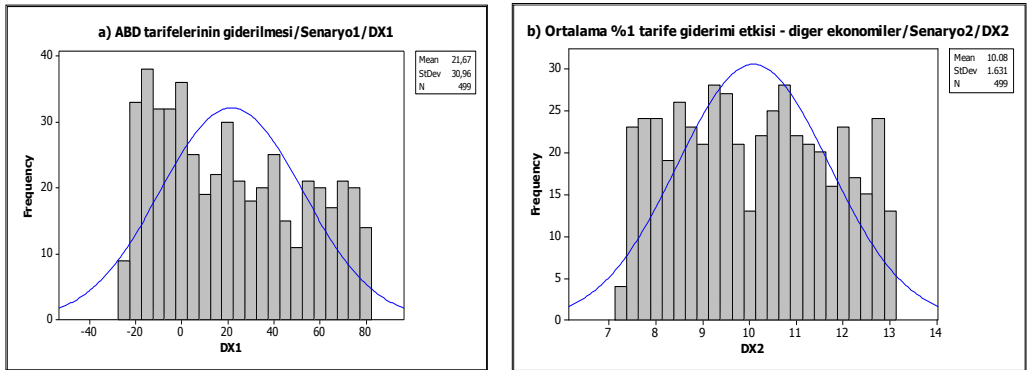 a) ABD tarifelerinin giderilmesi/Senaryo1/DX1
Mean 21,67
StDev 30,96
N 499
Frequency
40
30
20
10
0
-40 -20 0 20 40 60 80
DX1
b) Ortalama %1 tarife giderimi etkisi - diger ekonomiler/Senaryo2/DX2
Mean 10.08
StDev 1.631
N 499
Frequency
30
25
20
15
10
5
0
7 8 9 10 11 12 13 14
DX2